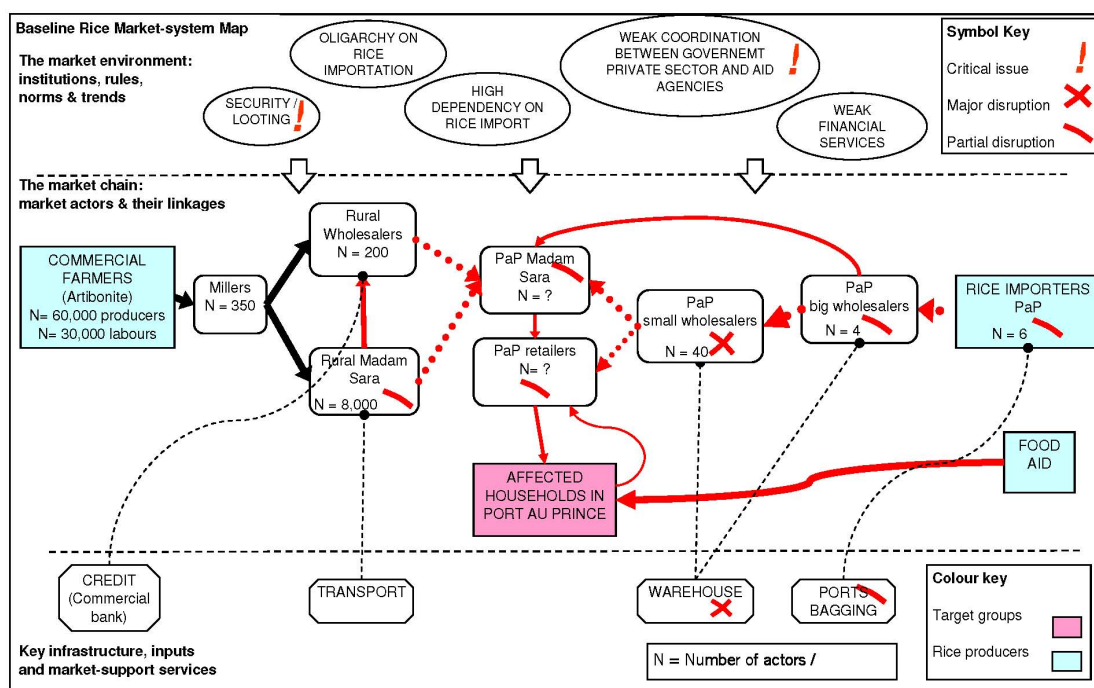 Baseline Rice Market-system Map
The market environment:
institutions, rules,
norms & trends
OLIGARCHY ON
RICE
IMPORTATION
SECURITY /
LOOTING
HIGH
DEPENDENCY ON
RICE IMPORT
WEAK COORDINATION
BETWEEN GOVERNEMT
PRIVATE SECTOR AND AID
AGENCIES
WEAK
FINANCIAL
SERVICES
Symbol Key
Critical issue
Major disruption
Partial disruption
The market chain:
market actors & their linkages
COMMERCIAL
FARMERS
(Artibonite)
N= 60,000 producers
N= 30,000 labours
Millers
N = 350
Rural
Wholesalers
N = 200
Rural Madam
Sara
N = 8,000
PaP Madam
Sara
N = ?
PaP retailers
N= ?
PaP
small wholesalers
N = 40
PaP
big wholesalers
N = 4
RICE IMPORTERS
PaP
N = 6
AFFECTED
HOUSEHOLDS IN
PORT AU PRINCE
FOOD
AID
CREDIT
(Commercial
bank)
TRANSPORT
WAREHOUSE
PORTS
BAGGING
Key infrastructure, inputs
and market-support services
N = Number of actors /
Colour key
Target groups
Rice producers